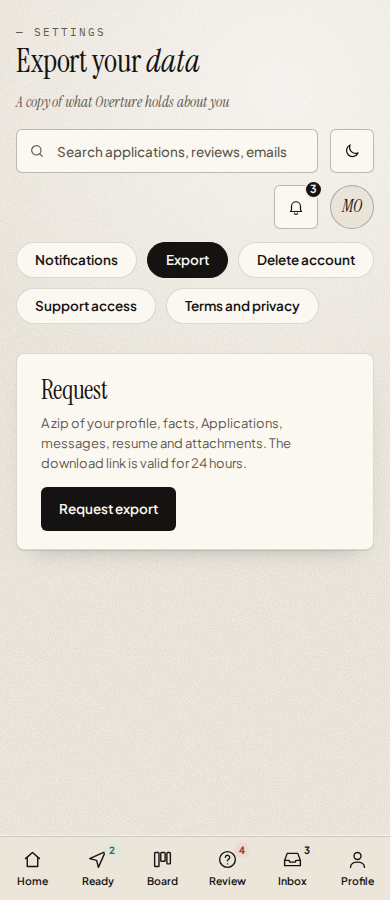 — SETTINGS
Export your data
A copy of what Overture holds about you
Search applications, reviews, emails
3
MO
Notifications
Export
Delete account
Support access
Terms and privacy
Request
A zip of your profile, facts, Applications,
messages, resume and attachments. The
download link is valid for 24 hours.
Request export
2
4
3
Home
Ready
Board
Review
Inbox
Profile